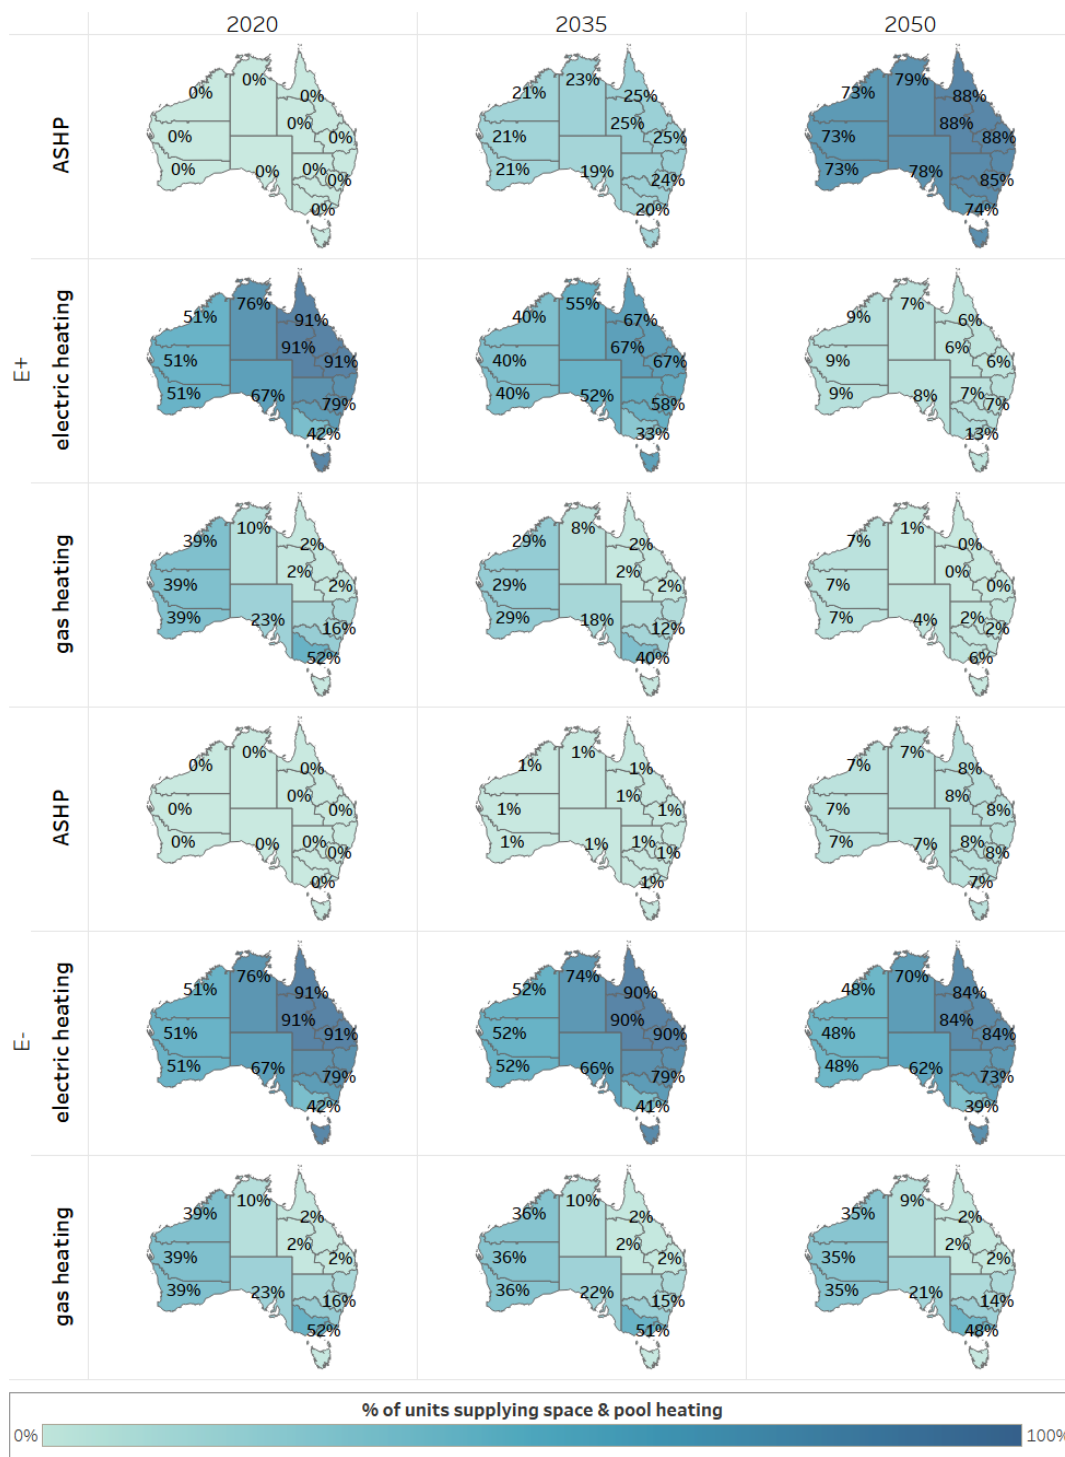 2020 2035 2050
E+
ASHP
0% 0% 0% 0% 0% 0% 0% 0% 0% 0% 0%
21% 23% 25% 21% 25% 25% 21% 19% 24% 20%
73% 79% 88% 73% 88% 88% 73% 78% 85% 74%
electric heating
51% 76% 91% 51% 91% 91% 51% 67% 79% 42%
40% 55% 67% 40% 67% 67% 40% 52% 58% 33%
9% 7% 6% 9% 6% 6% 9% 8% 7% 7% 13%
gas heating
39% 10% 2% 39% 2% 2% 39% 23% 16% 52%
29% 8% 2% 29% 2% 2% 29% 18% 12% 40%
7% 1% 0% 7% 0% 0% 7% 4% 2% 2% 6%
E-
ASHP
0% 0% 0% 0% 0% 0% 0% 0% 0% 0% 0%
1% 1% 1% 1% 1% 1% 1% 1% 1% 1% 1%
7% 7% 8% 7% 8% 8% 7% 7% 8% 8% 7%
electric heating
51% 76% 91% 51% 91% 91% 51% 67% 79% 42%
52% 74% 90% 52% 90% 90% 52% 66% 79% 41%
48% 70% 84% 48% 84% 84% 48% 62% 73% 39%
gas heating
39% 10% 2% 39% 2% 2% 39% 23% 16% 52%
36% 10% 2% 36% 2% 2% 36% 22% 15% 51%
35% 9% 2% 35% 2% 2% 35% 21% 14% 48%
% of units supplying space & pool heating
0% 100%